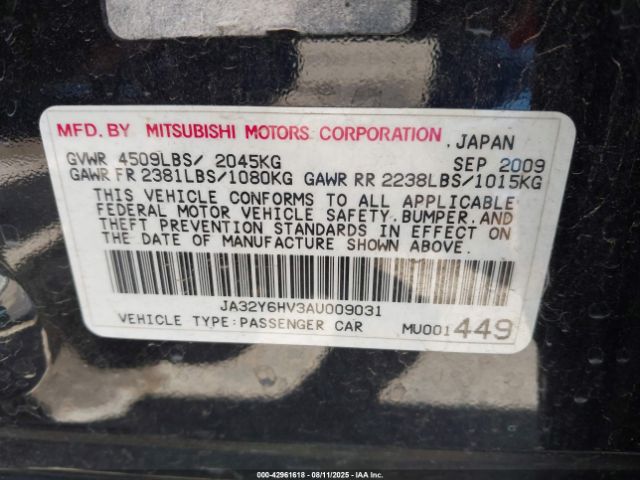 MFD. BY MITSUBISHI MOTORS CORPORATION . JAPAN
GVWR 4509LBS/ 2045KG SEP 2009
GAWR FR 2381LBS/1080KG GAWR RR 2238LBS/1015KG
THIS VEHICLE CONFORMS TO ALL APPLICABLE
FEDERAL MOTOR VEHICLE SAFETY, BUMPER, AND
THEFT PREVENTION STANDARDS IN EFFECT ON
THE DATE OF MANUFACTURE SHOWN ABOVE.
JA32Y6HV3AU009031
VEHICLE TYPE:PASSENGER CAR MU001449
000-42961618 - 08/11/2025 - IAA INC.